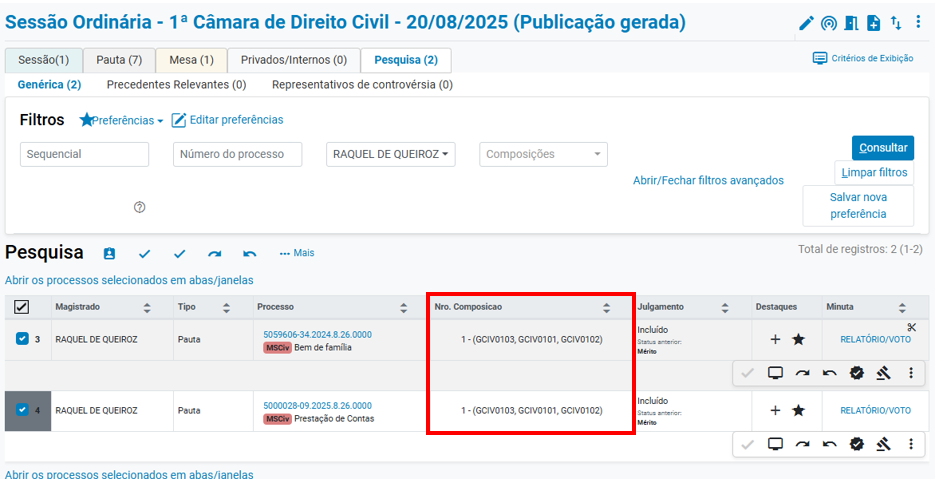 Sessão Ordinária - 1ª Câmara de Direito Civil - 20/08/2025 (Publicação gerada)
Sessão(1) Pauta (7) Mesa (1) Privados/Internos (0) Pesquisa (2) Critérios de Exibição
Genérica (2) Precedentes Relevantes (0) Representativos de controvérsia (0)
Filtros Preferências Editar preferências
Sequencial Número do processo RAQUEL DE QUEIROZ Composições Consultar
Limpar filtros
Abrir/Fechar filtros avançados
Salvar nova
preferência
Pesquisa Mais Total de registros: 2 (1-2)
Abrir os processos selecionados em abas/janelas
Magistrado Tipo Processo Nro. Composicao Julgamento Destaques Minuta
3 RAQUEL DE QUEIROZ Pauta 5059606-34.2024.8.26.0000 1 - (GCIV0103, GCIV0101, GCIV0102) Incluído RELATÓRIO/VOTO
MSCiv Bem de família Status anterior:
Mérito
4 RAQUEL DE QUEIROZ Pauta 5000028-09.2025.8.26.0000 1 - (GCIV0103, GCIV0101, GCIV0102) Incluído RELATÓRIO/VOTO
MSCiv Prestação de Contas Status anterior:
Mérito
Abrir os processos selecionados em abas/janelas